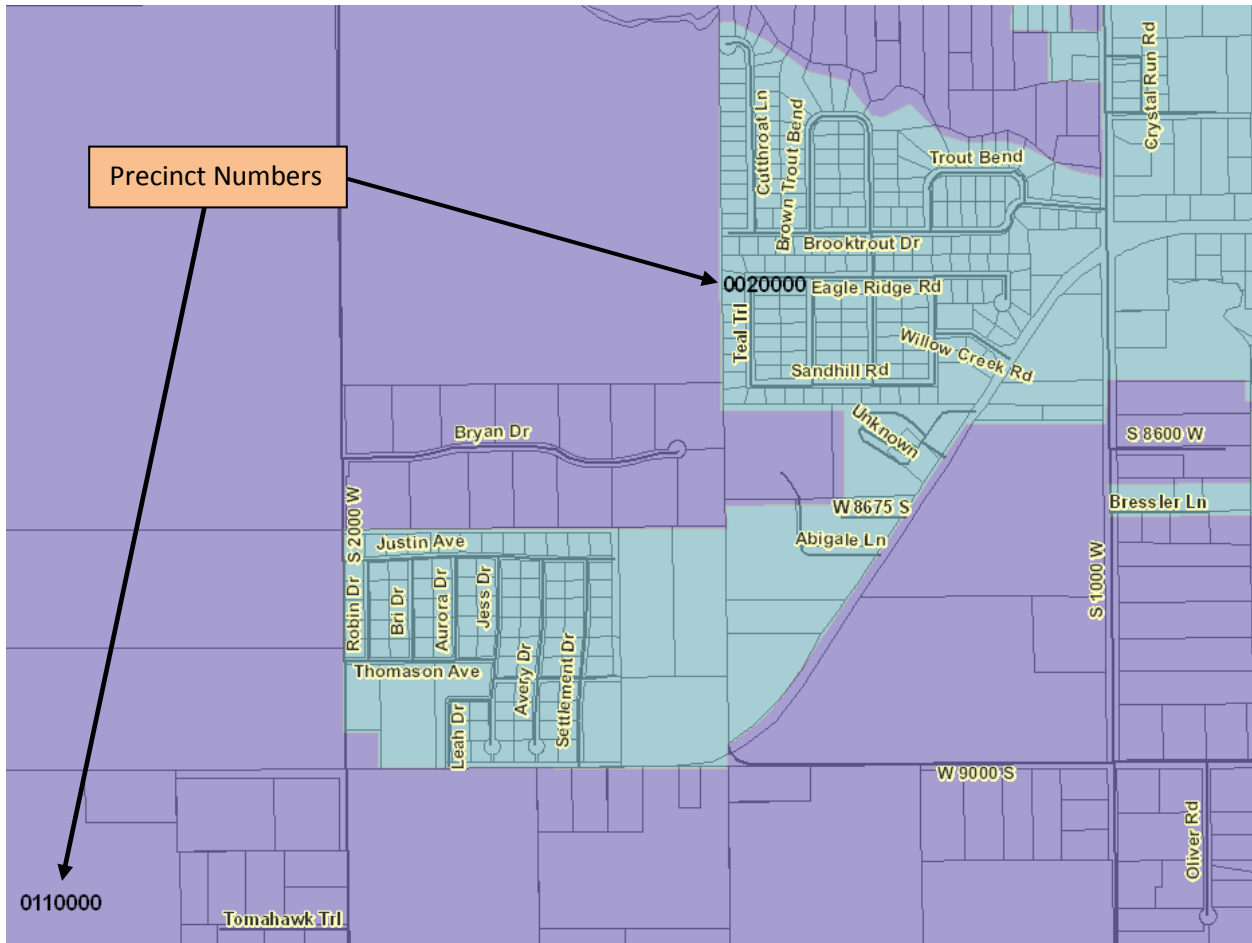 Precinct Numbers
Crystal Run Rd
Cutthroat Ln
Brown Trout Bend
Trout Bend
Brooktrout Dr
0020000
Eagle Ridge Rd
Teal Trl
Willow Creek Rd
Sandhill Rd
Unknown
Bryan Dr
S 8600 W
S 2000 W
W 8675 S
Bressler Ln
Abigale Ln
Justin Ave
Robin Dr
Bri Dr
Aurora Dr
Jess Dr
S 1000 W
Thomason Ave
Avery Dr
Settlement Dr
Leah Dr
W 9000 S
Oliver Rd
0110000
Tomahawk Trl